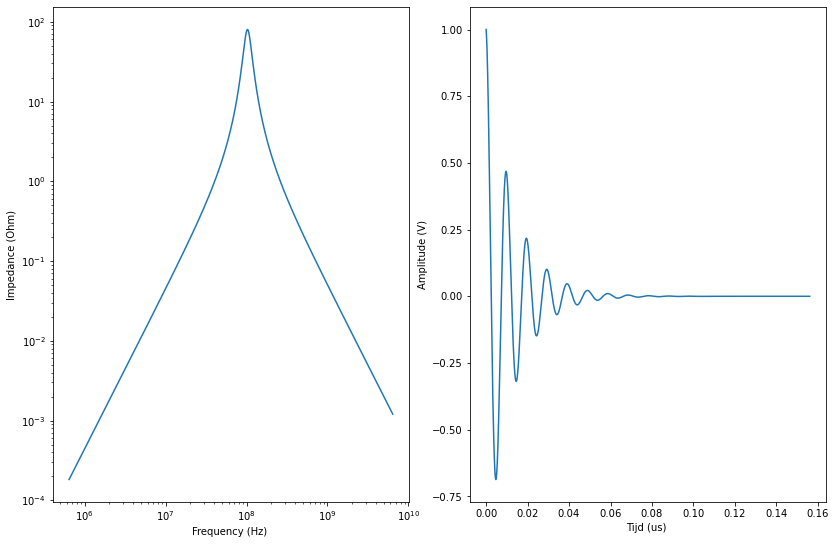 10²
10¹
10⁰
10⁻¹
10⁻²
10⁻³
10⁻⁴
Impedance (Ohm)
10⁶ 10⁷ 10⁸ 10⁹ 10¹⁰
Frequency (Hz)
1.00
0.75
0.50
0.25
0.00
−0.25
−0.50
−0.75
Amplitude (V)
0.00 0.02 0.04 0.06 0.08 0.10 0.12 0.14 0.16
Tijd (us)